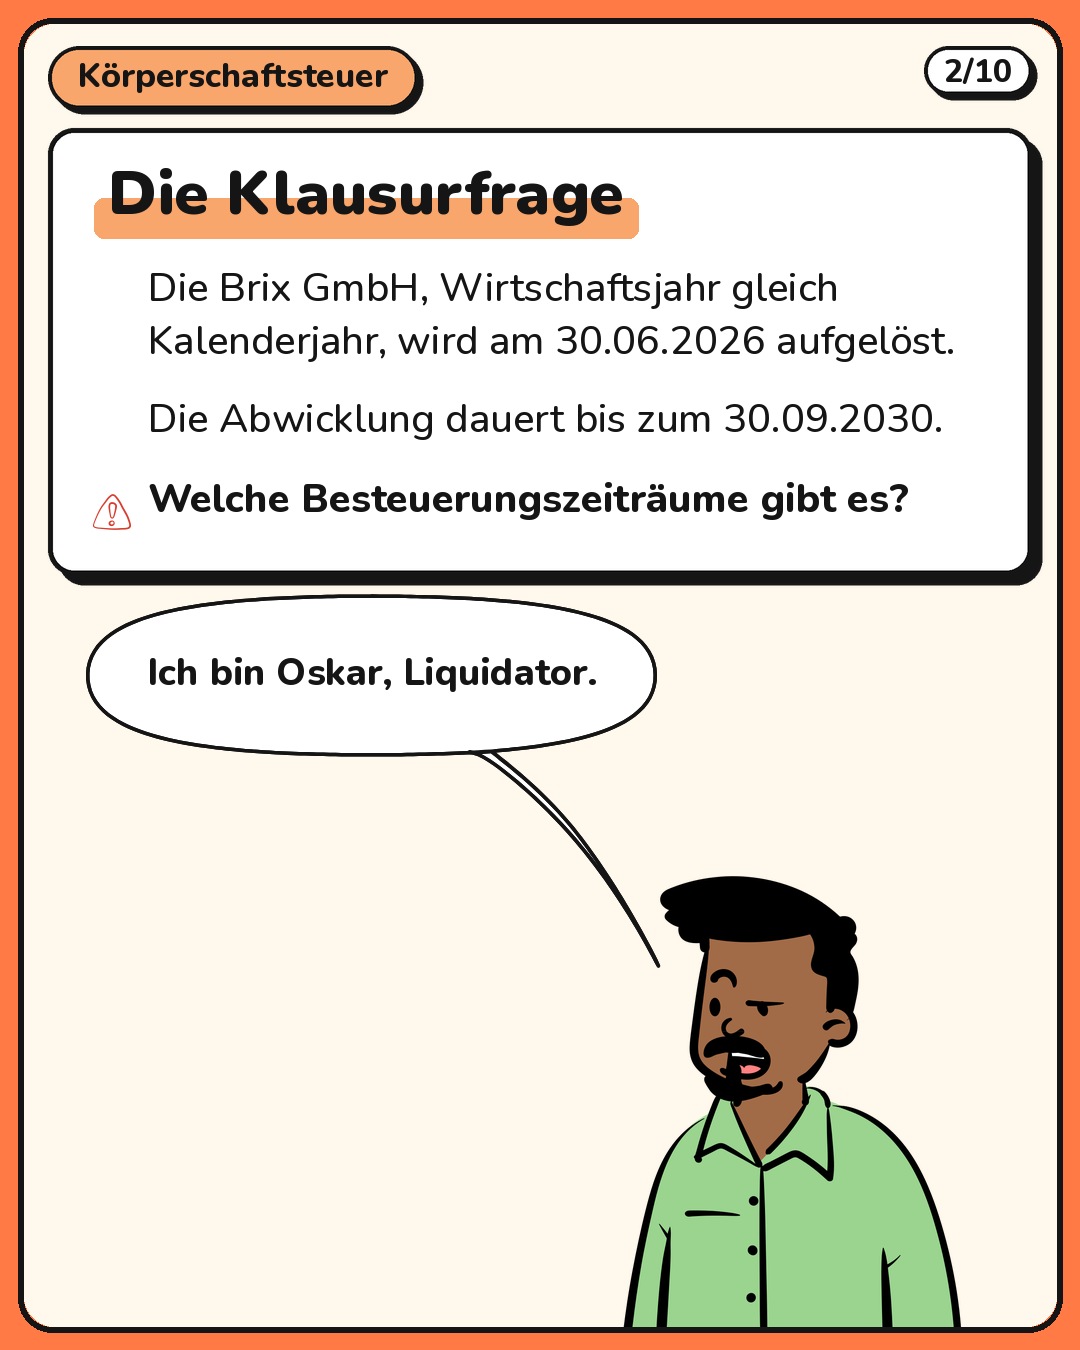 Körperschaftsteuer
2/10
Die Klausurfrage
Die Brix GmbH, Wirtschaftsjahr gleich
Kalenderjahr, wird am 30.06.2026 aufgelöst.
Die Abwicklung dauert bis zum 30.09.2030.
Welche Besteuerungszeiträume gibt es?
Ich bin Oskar, Liquidator.